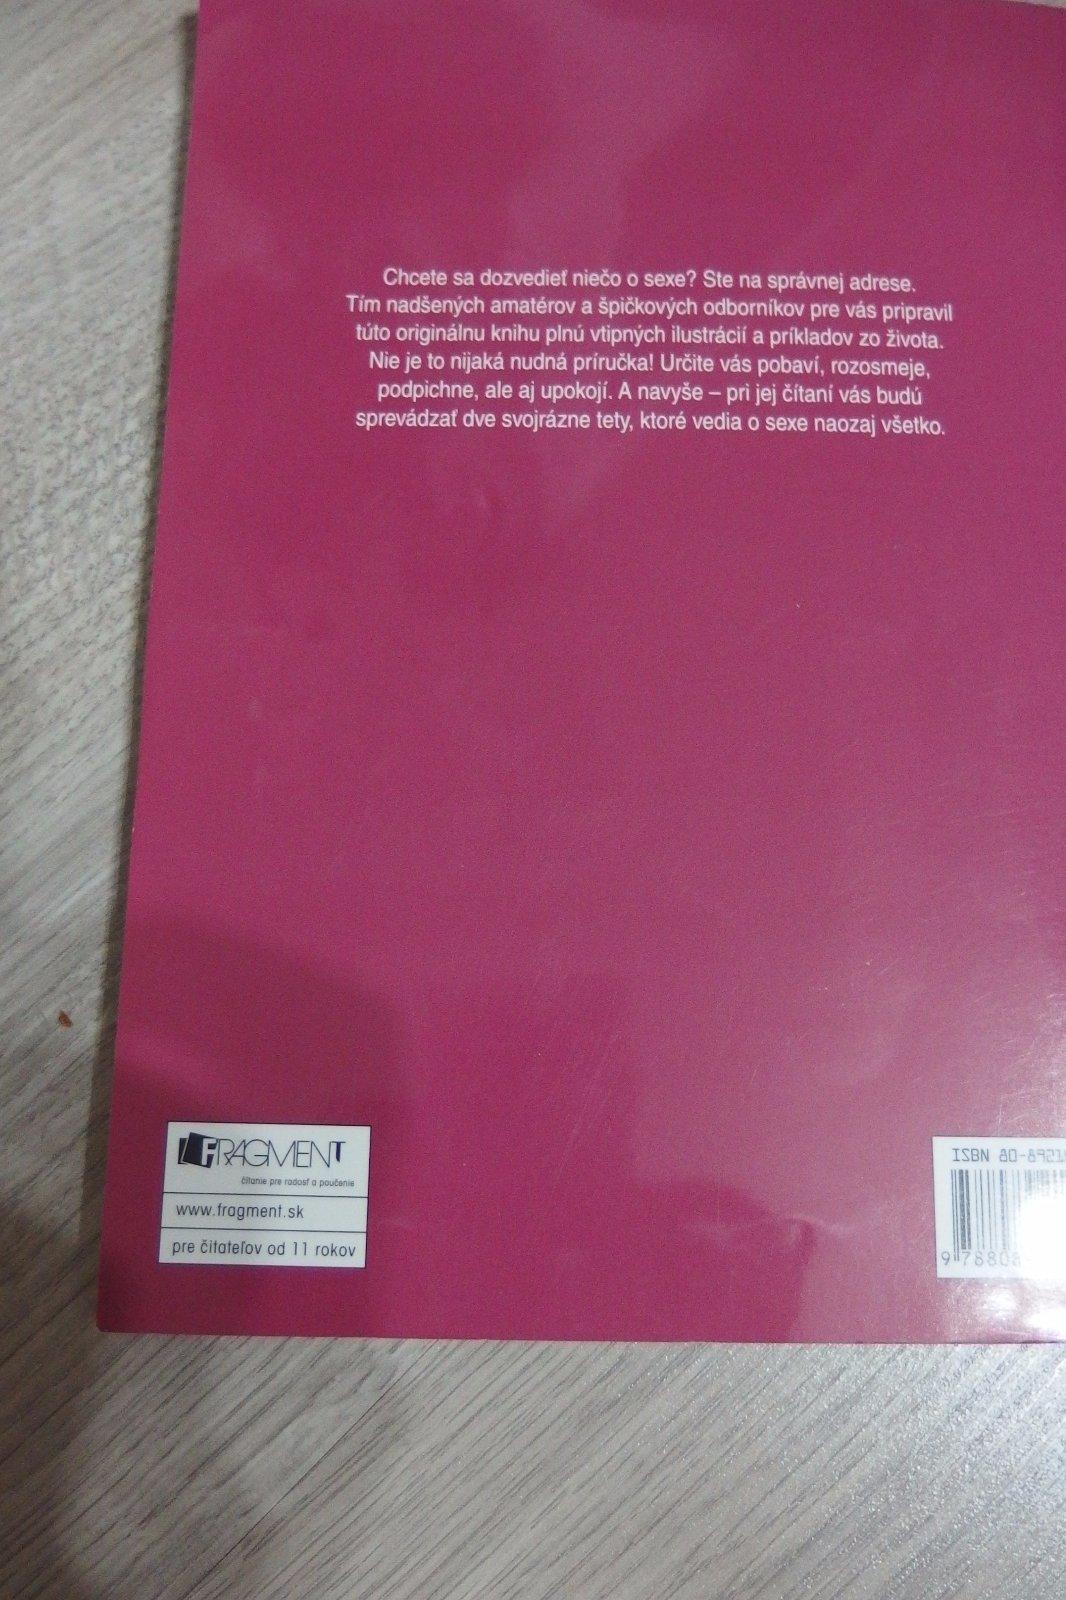 Chcete sa dozvedieť niečo o sexe? Ste na správnej adrese.
Tím nadšených amatérov a špičkových odborníkov pre vás pripravil
túto originálnu knihu plnú vtipných ilustrácií a príkladov zo života.
Nie je to nijaká nudná príručka! Určite vás pobaví, rozosmeje,
podpichne, ale aj upokojí. A navyše – pri jej čítaní vás budú
sprevádzať dve svojrázne tety, ktoré vedia o sexe naozaj všetko.
FRAGMENT
čítanie pre radosť a poučenie
www.fragment.sk
pre čitateľov od 11 rokov
ISBN 80-8921
9 78808